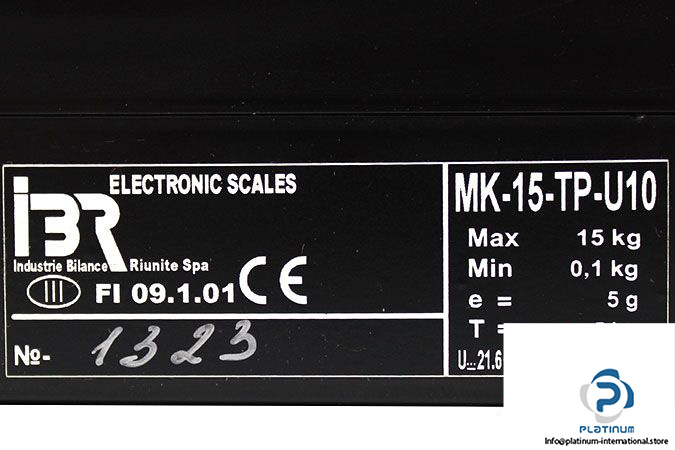 ELECTRONIC SCALES
iBR
Industrie Bilance Riunite Spa
III FI 09.1.01 CE
№- 1323
MK-15-TP-U10
Max 15 kg
Min 0,1 kg
e = 5 g
T =
U 21.6
PLATINUM
info@platinum-international.store